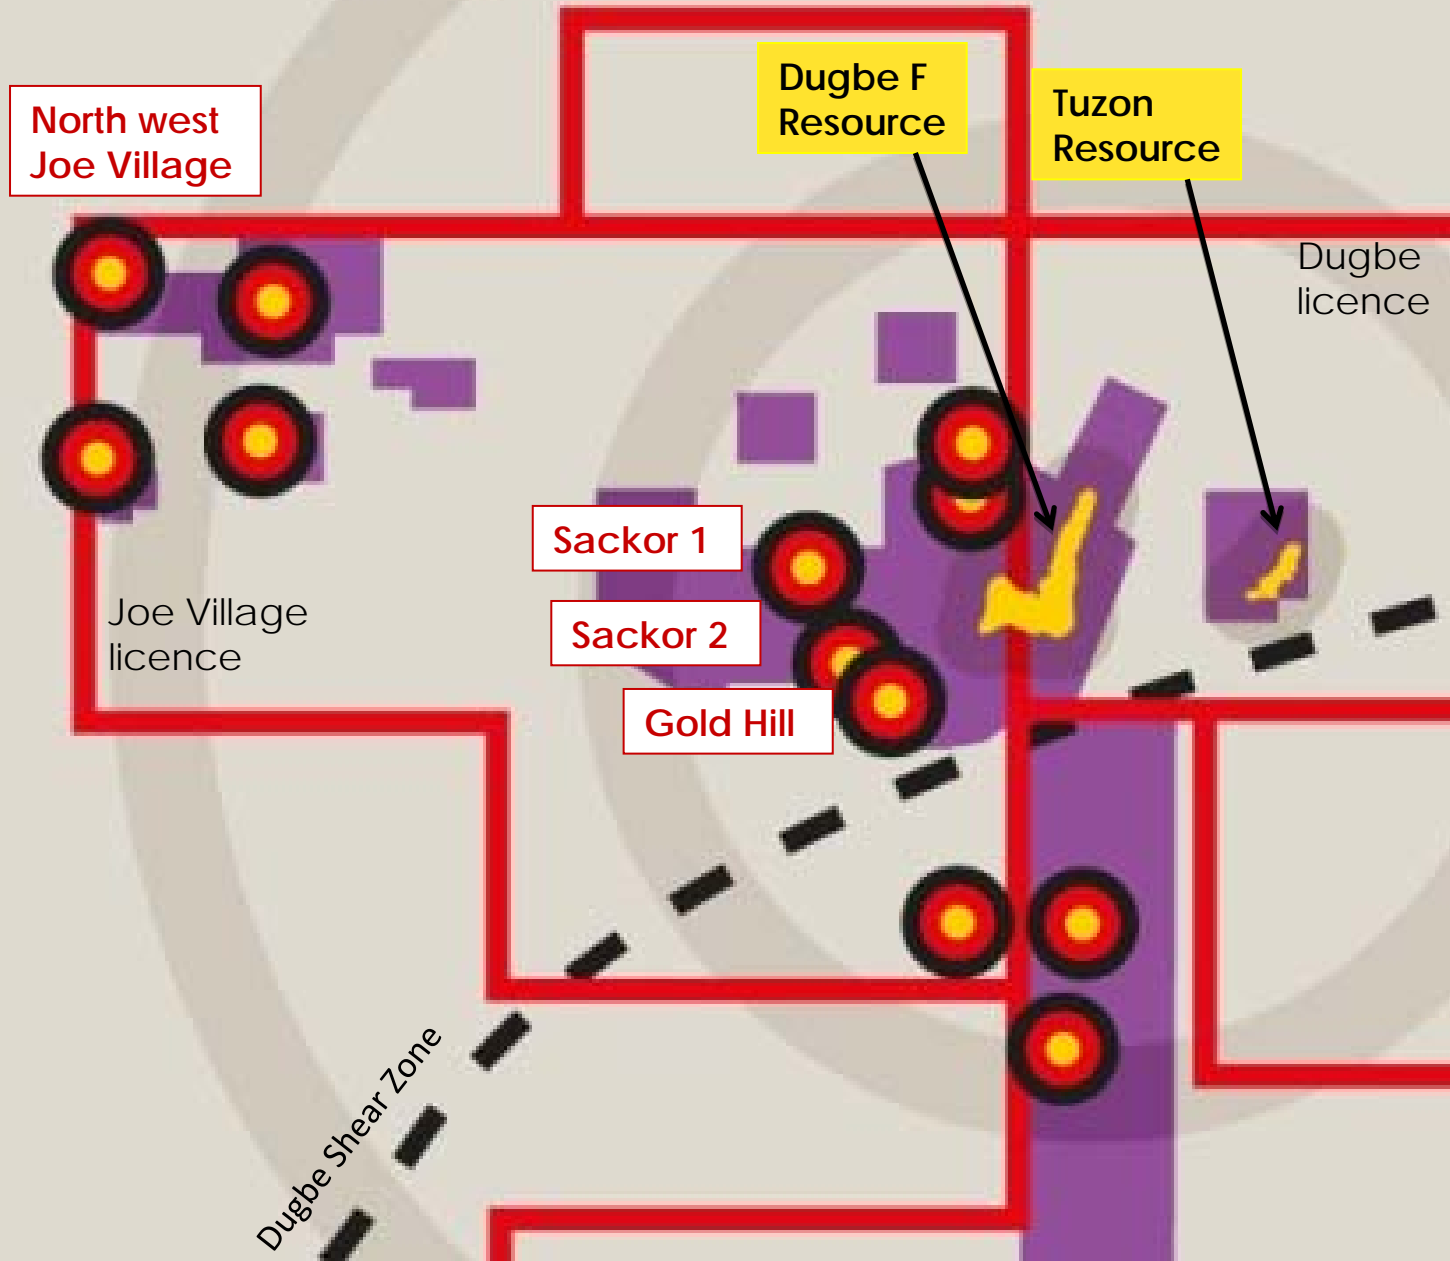 Dugbe F
Resource
Tuzon
Resource
North west
Joe Village
Dugbe
licence
Sackor 1
Joe Village
licence
Sackor 2
Gold Hill
Dugbe Shear Zone